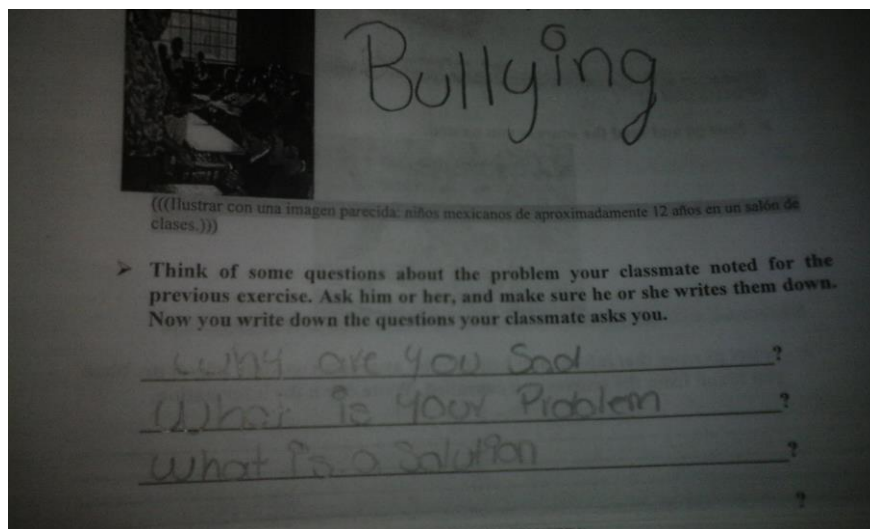 Bullying
(((Ilustrar con una imagen parecida: niños mexicanos de aproximadamente 12 años en un salón de
clases.)))
➢ Think of some questions about the problem your classmate noted for the
previous exercise. Ask him or her, and make sure he or she writes them down.
Now you write down the questions your classmate asks you.
Why are you Sad ?
What is your Problem ?
What is a Solution ?
?